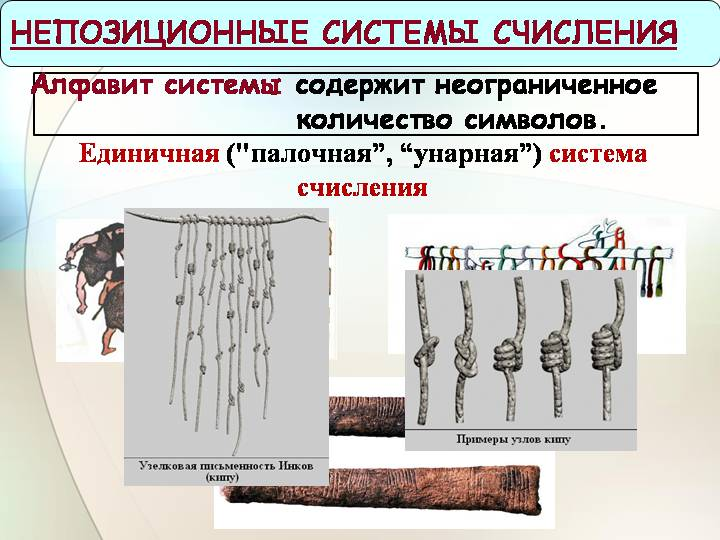 НЕПОЗИЦИОННЫЕ СИСТЕМЫ СЧИСЛЕНИЯ
Алфавит системы содержит неограниченное
количество символов.
Единичная ("палочная”, “унарная”) система
счисления
Примеры узлов кипу
Узелковая письменность Инков
(кипу)